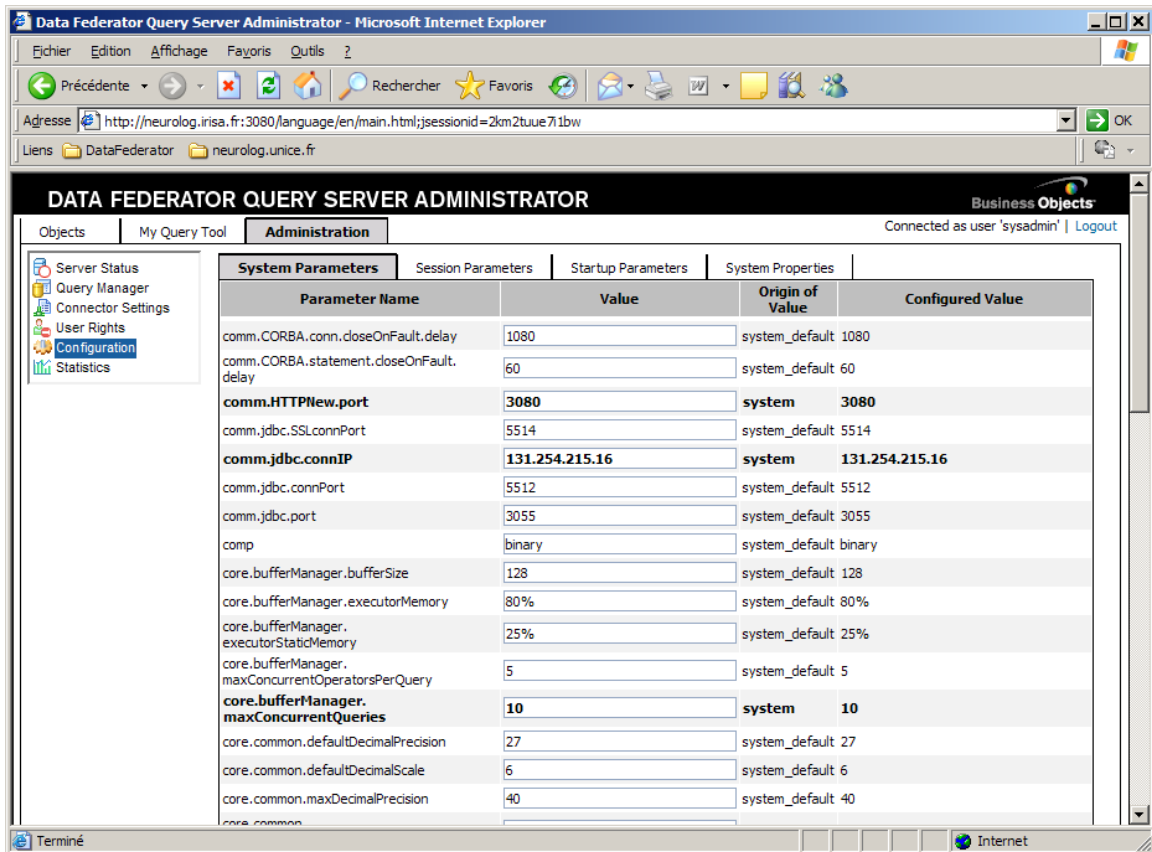 Data Federator Query Server Administrator - Microsoft Internet Explorer
Fichier Edition Affichage Favoris Outils ?
Précédente Rechercher Favoris
Adresse http://neurolog.irisa.fr:3080/language/en/main.html;jsessionid=2km2tuue7i1bw OK
Liens DataFederator neurolog.unice.fr
DATA FEDERATOR QUERY SERVER ADMINISTRATOR
Business Objects
Objects My Query Tool Administration
Connected as user 'sysadmin' | Logout
Server Status
Query Manager
Connector Settings
User Rights
Configuration
Statistics
System Parameters Session Parameters Startup Parameters System Properties
Parameter Name Value Origin of Value Configured Value
comm.CORBA.conn.closeOnFault.delay 1080 system_default 1080
comm.CORBA.statement.closeOnFault.
delay 60 system_default 60
comm.HTTPNew.port 3080 system 3080
comm.jdbc.SSLconnPort 5514 system_default 5514
comm.jdbc.connIP 131.254.215.16 system 131.254.215.16
comm.jdbc.connPort 5512 system_default 5512
comm.jdbc.port 3055 system_default 3055
comp binary system_default binary
core.bufferManager.bufferSize 128 system_default 128
core.bufferManager.executorMemory 80% system_default 80%
core.bufferManager.
executorStaticMemory 25% system_default 25%
core.bufferManager.
maxConcurrentOperatorsPerQuery 5 system_default 5
core.bufferManager.
maxConcurrentQueries 10 system 10
core.common.defaultDecimalPrecision 27 system_default 27
core.common.defaultDecimalScale 6 system_default 6
core.common.maxDecimalPrecision 40 system_default 40
core.common
Terminé Internet